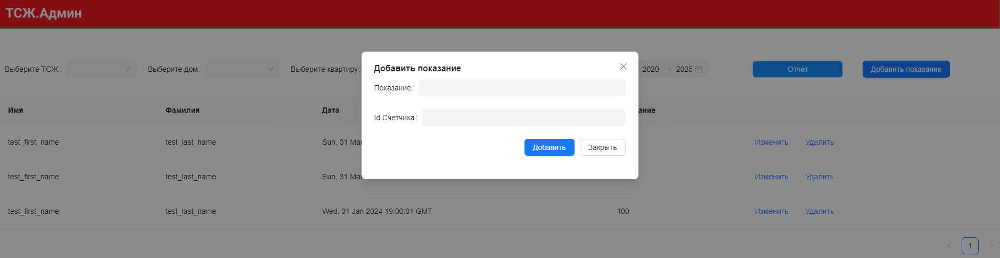 ТСЖ.Админ
Выберите ТСЖ: Выберите дом: Выберите квартиру: 2020 2025 Отчет Добавить показание
Добавить показание
Показание:
Id Счетчика:
Добавить Закрыть
Имя Фамилия Дата ание
test_first_name test_last_name Sun, 31 Mar Изменить Удалить
test_first_name test_last_name Sun, 31 Mar Изменить Удалить
test_first_name test_last_name Wed, 31 Jan 2024 19:00:01 GMT 100 Изменить Удалить
< 1 >